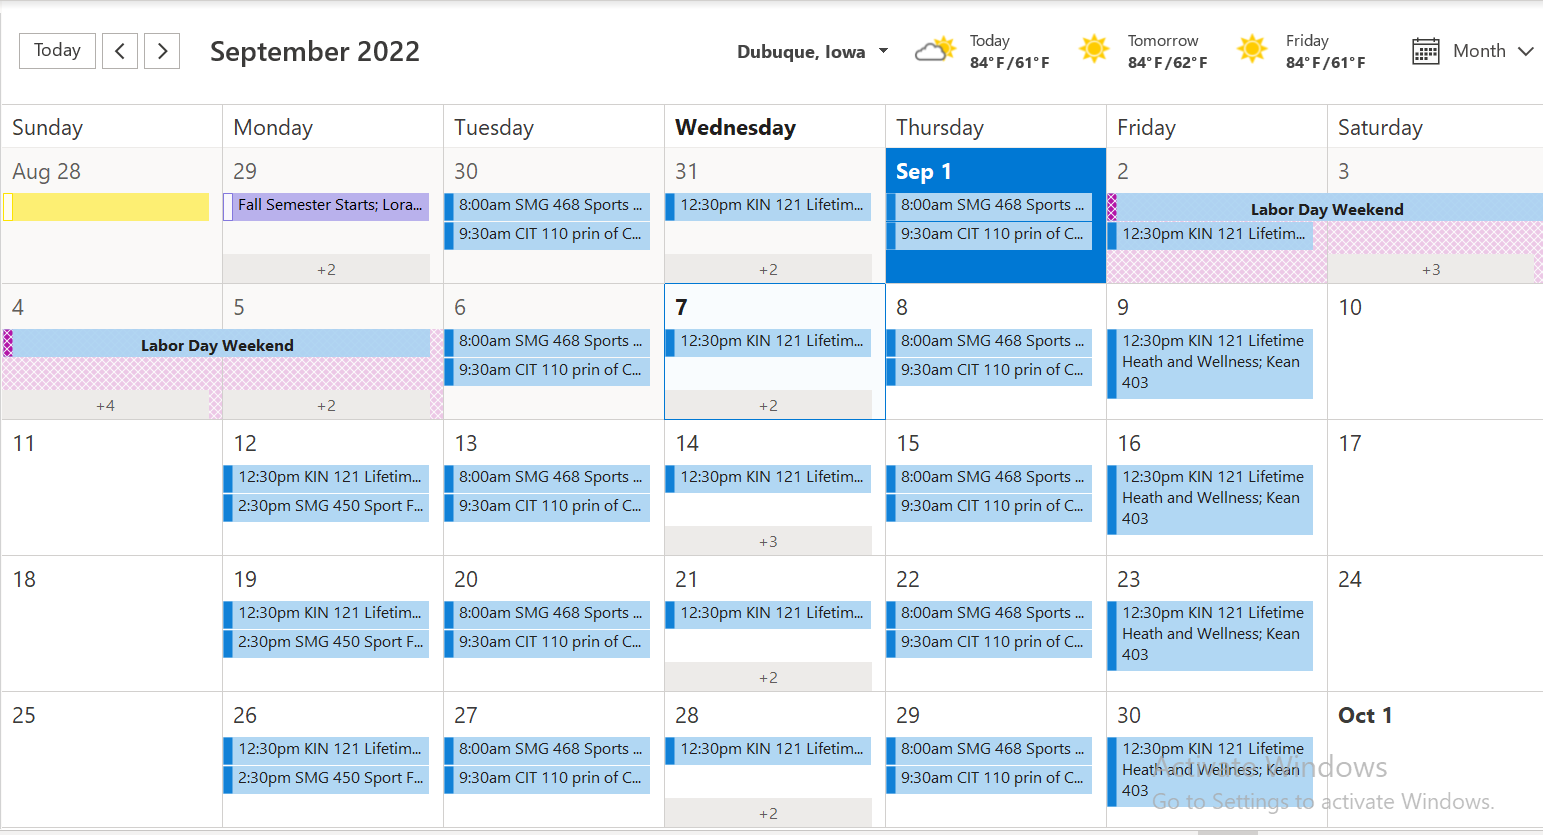 Today
September 2022
Dubuque, Iowa
Today
84°F/61°F
Tomorrow
84°F/62°F
Friday
84°F/61°F
Month
Sunday Monday Tuesday Wednesday Thursday Friday Saturday
Aug 28 29 30 31 Sep 1 2 3
Fall Semester Starts; Lora... 8:00am SMG 468 Sports ... 12:30pm KIN 121 Lifetim... 8:00am SMG 468 Sports ... Labor Day Weekend
9:30am CIT 110 prin of C... 9:30am CIT 110 prin of C... 12:30pm KIN 121 Lifetim...
+2 +2 +3
4 5 6 7 8 9 10
Labor Day Weekend 8:00am SMG 468 Sports ... 12:30pm KIN 121 Lifetim... 8:00am SMG 468 Sports ... 12:30pm KIN 121 Lifetime
9:30am CIT 110 prin of C... 9:30am CIT 110 prin of C... Heath and Wellness; Kean
403
+4 +2 +2
11 12 13 14 15 16 17
12:30pm KIN 121 Lifetim... 8:00am SMG 468 Sports ... 12:30pm KIN 121 Lifetim... 8:00am SMG 468 Sports ... 12:30pm KIN 121 Lifetime
2:30pm SMG 450 Sport F... 9:30am CIT 110 prin of C... 9:30am CIT 110 prin of C... Heath and Wellness; Kean
403
+3
18 19 20 21 22 23 24
12:30pm KIN 121 Lifetim... 8:00am SMG 468 Sports ... 12:30pm KIN 121 Lifetim... 8:00am SMG 468 Sports ... 12:30pm KIN 121 Lifetime
2:30pm SMG 450 Sport F... 9:30am CIT 110 prin of C... 9:30am CIT 110 prin of C... Heath and Wellness; Kean
403
+2
25 26 27 28 29 30 Oct 1
12:30pm KIN 121 Lifetim... 8:00am SMG 468 Sports ... 12:30pm KIN 121 Lifetim... 8:00am SMG 468 Sports ... 12:30pm KIN 121 Lifetime
2:30pm SMG 450 Sport F... 9:30am CIT 110 prin of C... 9:30am CIT 110 prin of C... Heath and Wellness; Kean
403
+2
Activate Windows
Go to Settings to activate Windows.